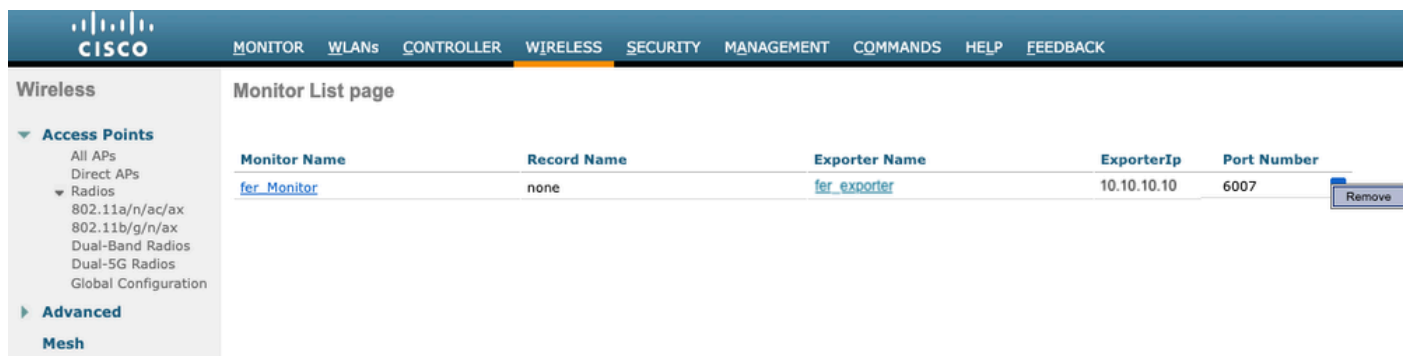 CISCO
MONITOR WLANs CONTROLLER WIRELESS SECURITY MANAGEMENT COMMANDS HELP FEEDBACK
Wireless
Monitor List page
Access Points
All APs
Direct APs
Radios
802.11a/n/ac/ax
802.11b/g/n/ax
Dual-Band Radios
Dual-5G Radios
Global Configuration
Advanced
Mesh
Monitor Name Record Name Exporter Name ExporterIp Port Number
fer_Monitor none fer_exporter 10.10.10.10 6007
Remove